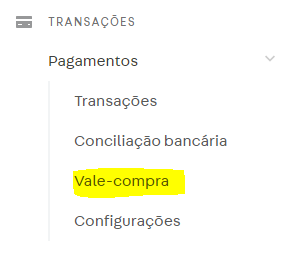 TRANSAÇÕES
Pagamentos
Transações
Conciliação bancária
Vale-compra
Configurações